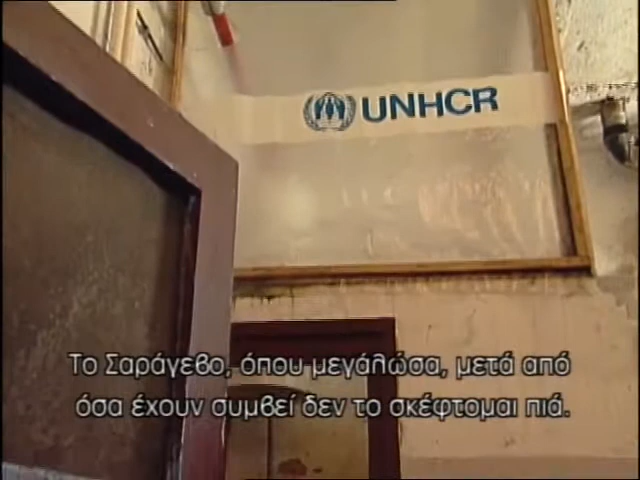 UNHCR
Το Σαράγεβο, όπου μεγάλωσα, μετά από
όσα έχουν συμβεί δεν το σκέφτομαι πιά.